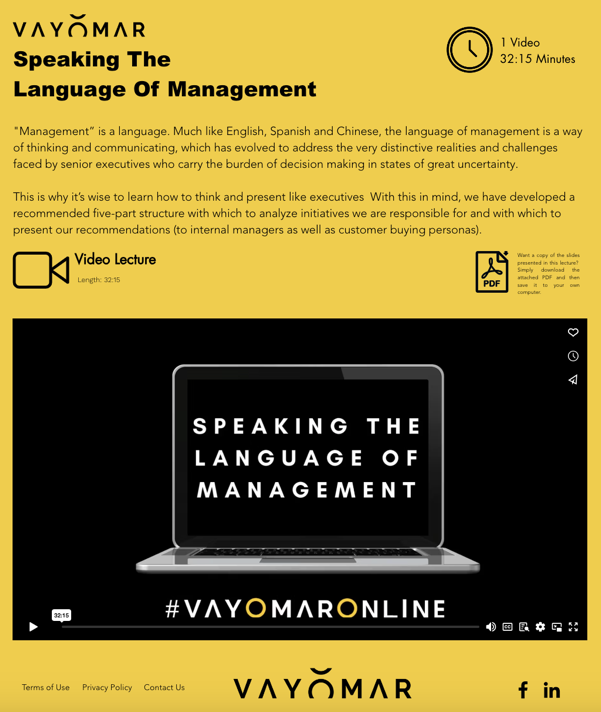 VAYŎMAR
Speaking The
Language Of Management
1 Video
32:15 Minutes
"Management” is a language. Much like English, Spanish and Chinese, the language of management is a way
of thinking and communicating, which has evolved to address the very distinctive realities and challenges
faced by senior executives who carry the burden of decision making in states of great uncertainty.
This is why it’s wise to learn how to think and present like executives  With this in mind, we have developed a
recommended five-part structure with which to analyze initiatives we are responsible for and with which to
present our recommendations (to internal managers as well as customer buying personas).
Video Lecture
Length: 32:15
PDF
Want a copy of the slides
presented in this lecture?
Simply download the
attached PDF and then
save it to your own
computer.
SPEAKING THE
LANGUAGE OF
MANAGEMENT
#VAYOMARONLINE
32:15
CC
Terms of Use
Privacy Policy
Contact Us
VAYŎMAR
f
in